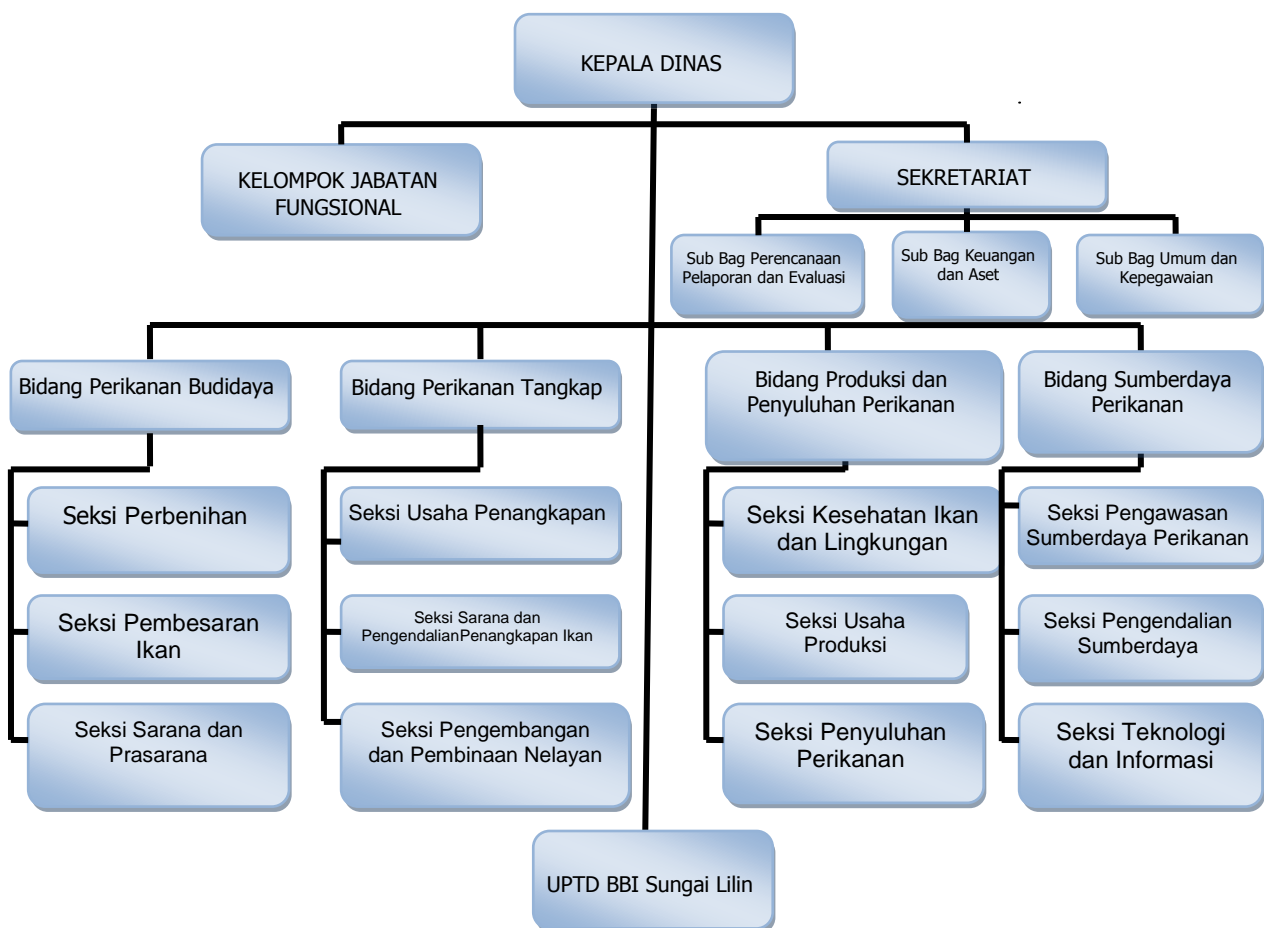 KEPALA DINAS
KELOMPOK JABATAN
FUNGSIONAL
SEKRETARIAT
Sub Bag Perencanaan
Pelaporan dan Evaluasi
Sub Bag Keuangan
dan Aset
Sub Bag Umum dan
Kepegawaian
Bidang Perikanan Budidaya
Bidang Perikanan Tangkap
Bidang Produksi dan
Penyuluhan Perikanan
Bidang Sumberdaya
Perikanan
Seksi Perbenihan
Seksi Pembesaran
Ikan
Seksi Sarana dan
Prasarana
Seksi Usaha Penangkapan
Seksi Sarana dan
PengendalianPenangkapan Ikan
Seksi Pengembangan
dan Pembinaan Nelayan
Seksi Kesehatan Ikan
dan Lingkungan
Seksi Usaha
Produksi
Seksi Penyuluhan
Perikanan
Seksi Pengawasan
Sumberdaya Perikanan
Seksi Pengendalian
Sumberdaya
Seksi Teknologi
dan Informasi
UPTD BBI Sungai Lilin